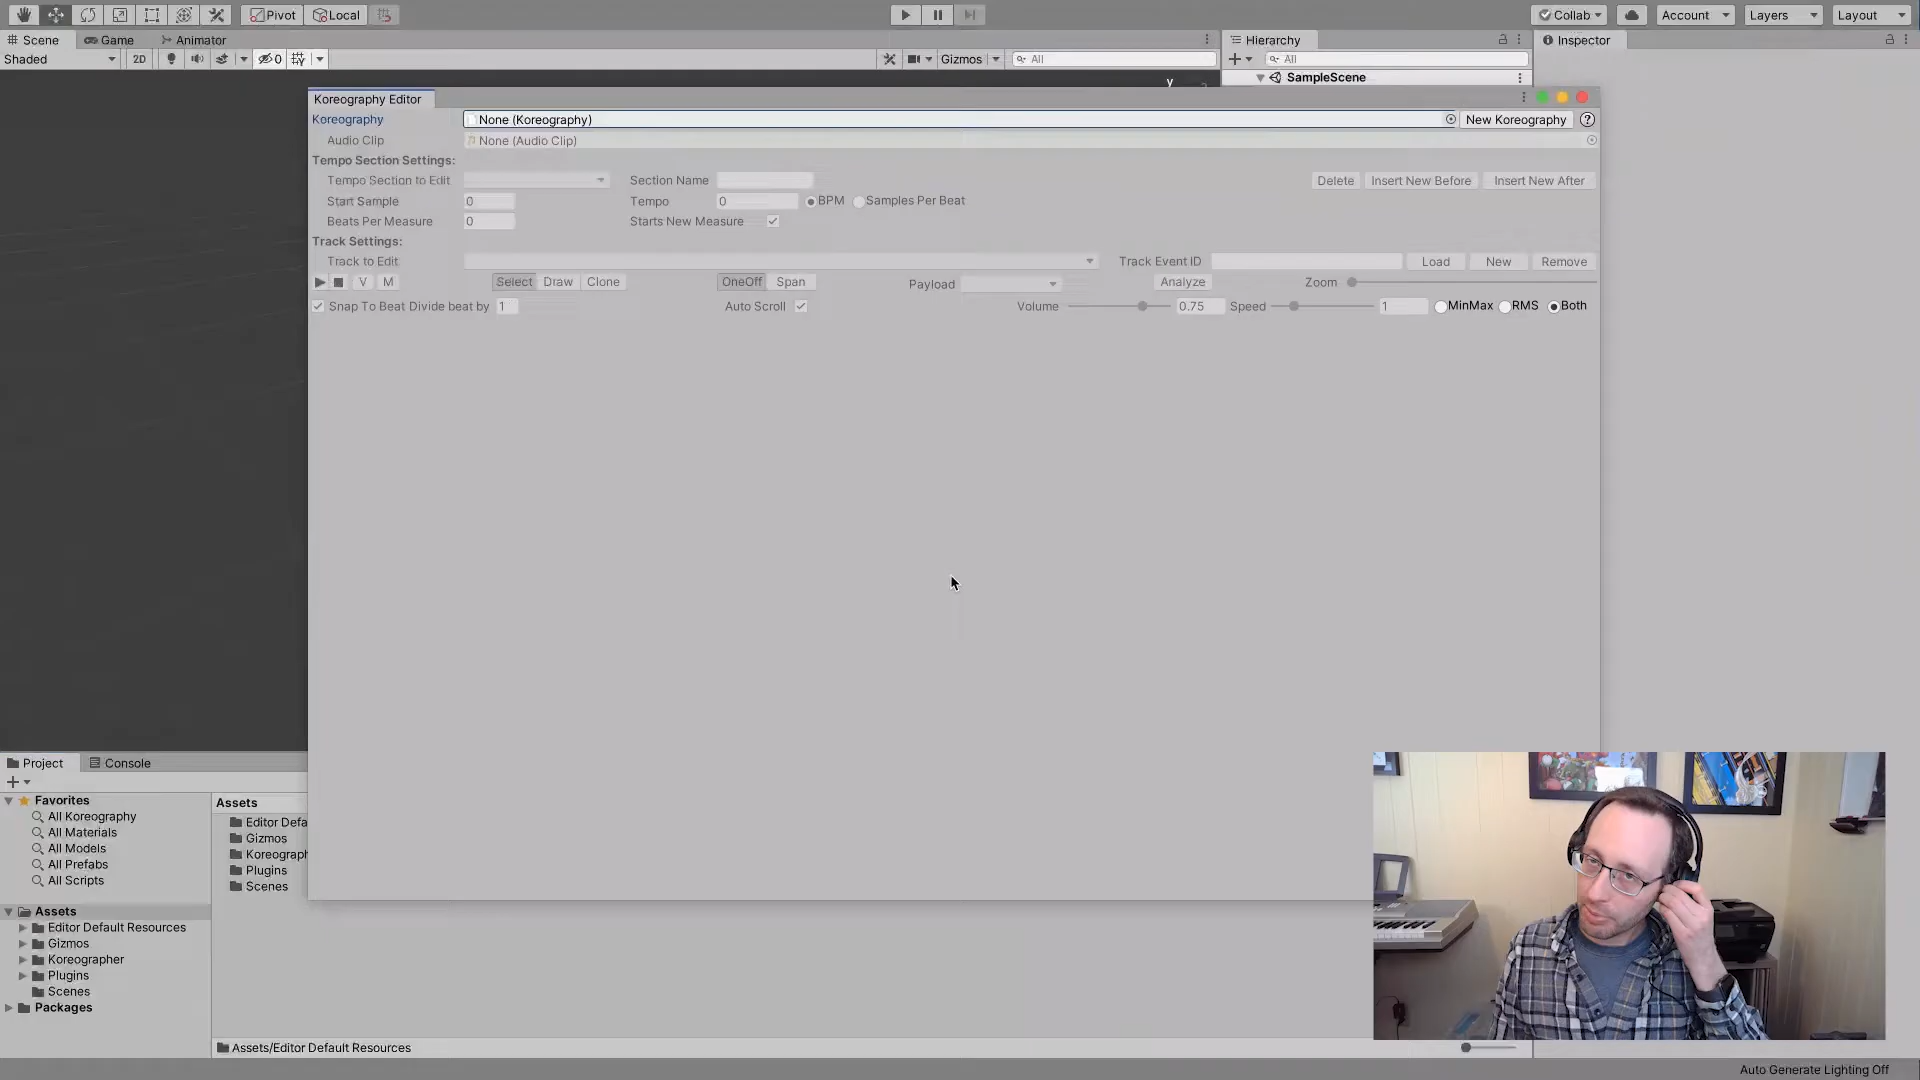 Pivot Local Collab Account Layers Layout
Scene Game Animator Hierarchy Inspector
Shaded 2D 0 Gizmos All All
SampleScene
y
Koreography Editor
Koreography None (Koreography) New Koreography ?
Audio Clip None (Audio Clip)
Tempo Section Settings:
Tempo Section to Edit Section Name Delete Insert New Before Insert New After
Start Sample 0 Tempo 0 BPM Samples Per Beat
Beats Per Measure 0 Starts New Measure
Track Settings:
Track to Edit Track Event ID Load New Remove
V M Select Draw Clone OneOff Span Payload Analyze Zoom
Snap To Beat Divide beat by 1 Auto Scroll Volume 0.75 Speed 1 MinMax RMS Both
Project Console
Favorites
All Koreography
All Materials
All Models
All Prefabs
All Scripts
Assets
Editor Default Resources
Gizmos
Koreographer
Plugins
Scenes
Packages
Assets
Editor Defa
Gizmos
Koreograph
Plugins
Scenes
Assets/Editor Default Resources
Auto Generate Lighting Off